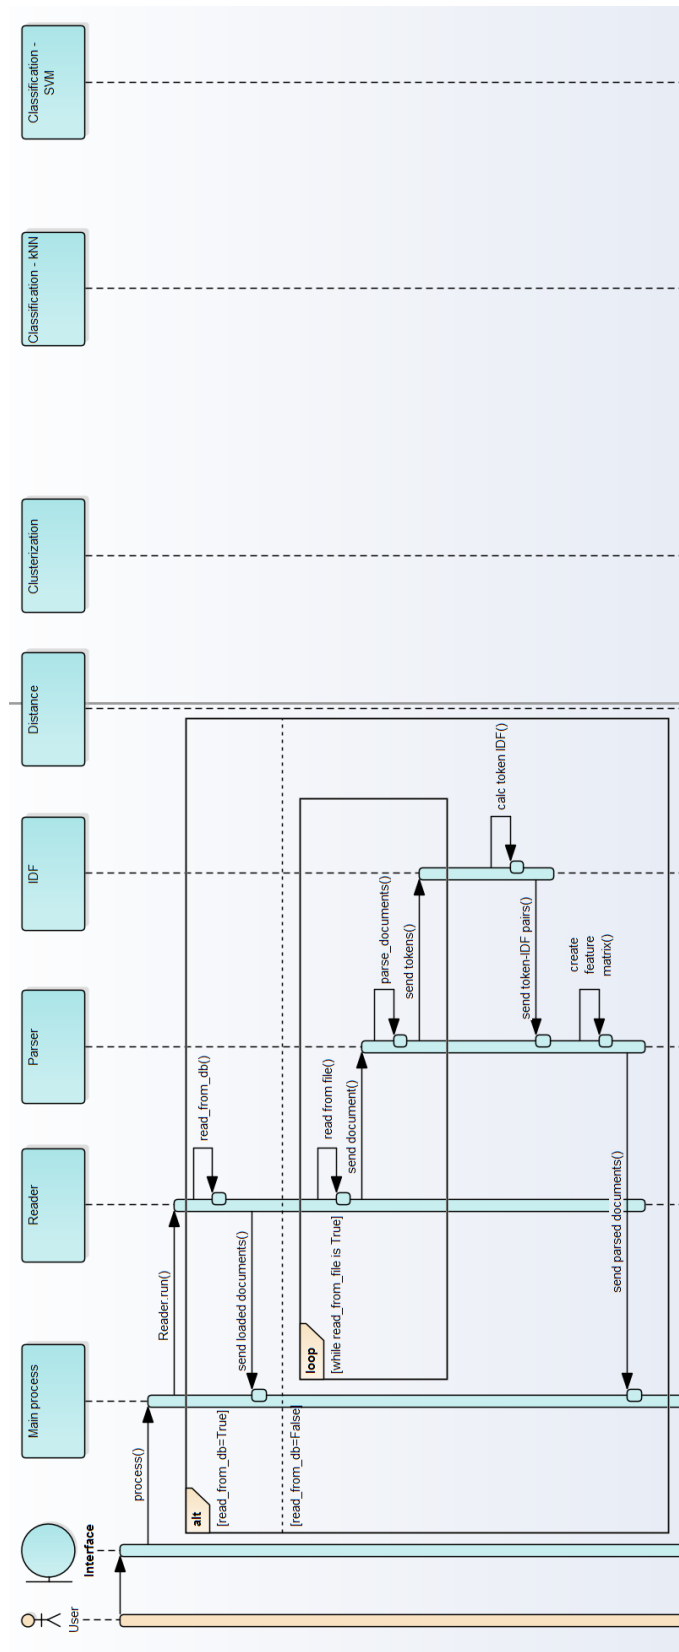 User
Interface
Main process
Reader
Parser
IDF
Distance
Clusterization
Classification - kNN
Classification -
SVM
process()
Reader.run()
alt
[read_from_db=True]
read_from_db()
send loaded documents()
[read_from_db=False]
loop
[while read_from_file is True]
read from file()
send document()
parse_documents()
send tokens()
calc token IDF()
send token-IDF pairs()
create
feature
matrix()
send parsed documents()